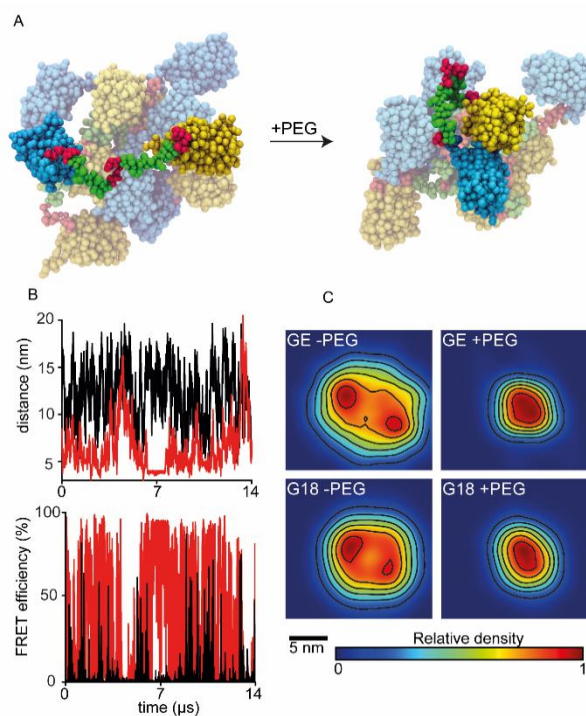 A
+PEG
B
C
distance (nm)
20
15
10
5
0
7
14
FRET efficiency (%)
100
50
0
0
7
14
time (μs)
GE -PEG
GE +PEG
G18 -PEG
G18 +PEG
5 nm
Relative density
0
1